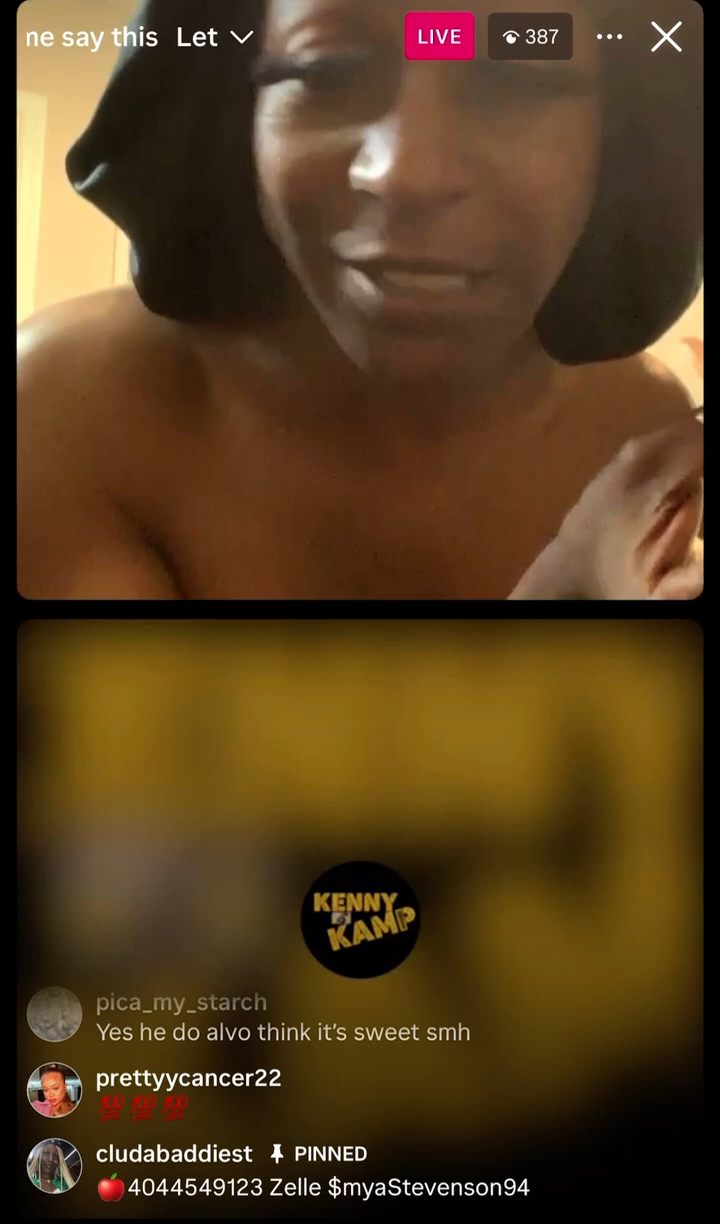 ne say this Let
LIVE
387
KENNY
KAMP
pica_my_starch
Yes he do alvo think it's sweet smh
prettyycancer22
💯💯💯
cludabaddiest PINNED
🍎4044549123 Zelle $myaStevenson94